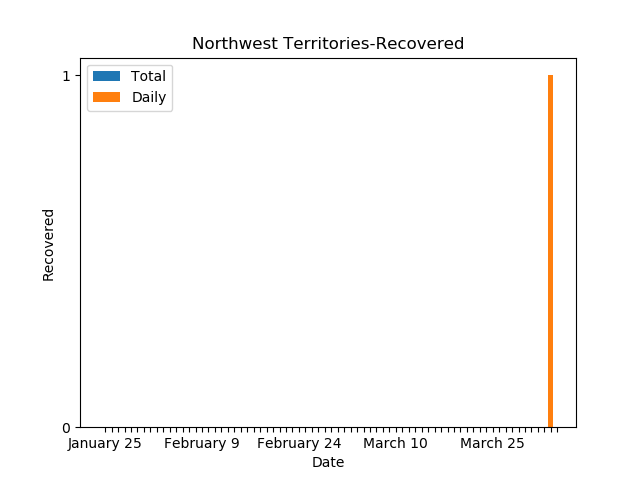 Northwest Territories-Recovered
Total
Daily
1
0
Recovered
January 25
February 9
February 24
March 10
March 25
Date